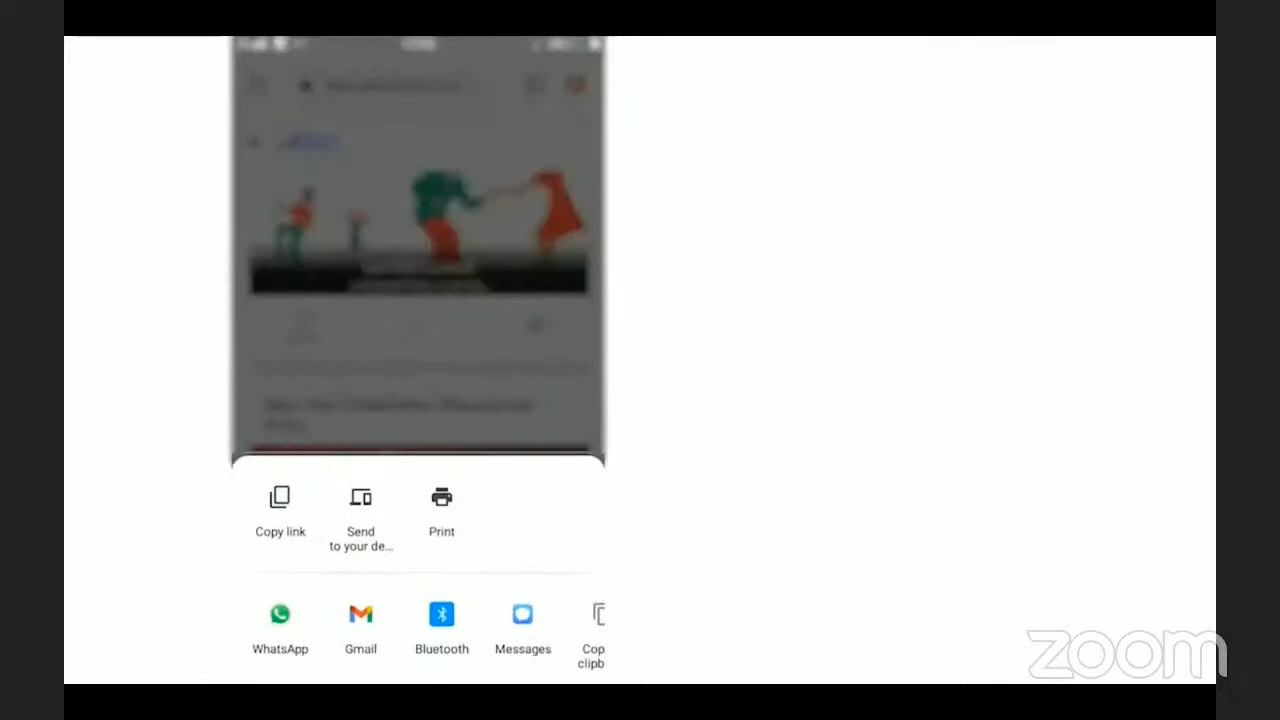 Copy link
Send
to your de...
Print
WhatsApp
Gmail
Bluetooth
Messages
Cop
clipb
zoom